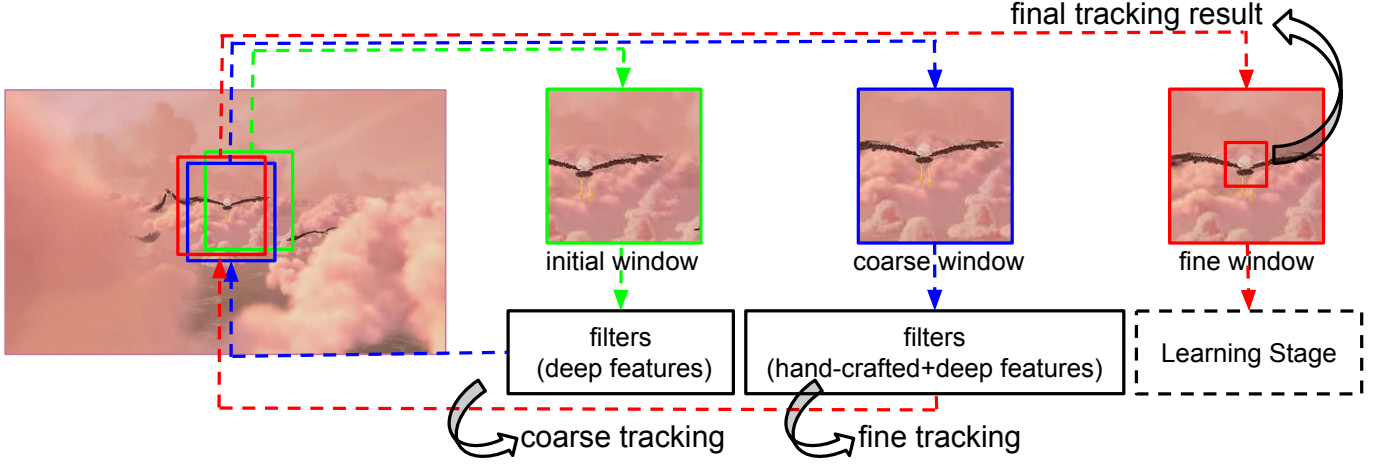 final tracking result
initial window
coarse window
fine window
filters
(deep features)
filters
(hand-crafted+deep features)
Learning Stage
coarse tracking
fine tracking